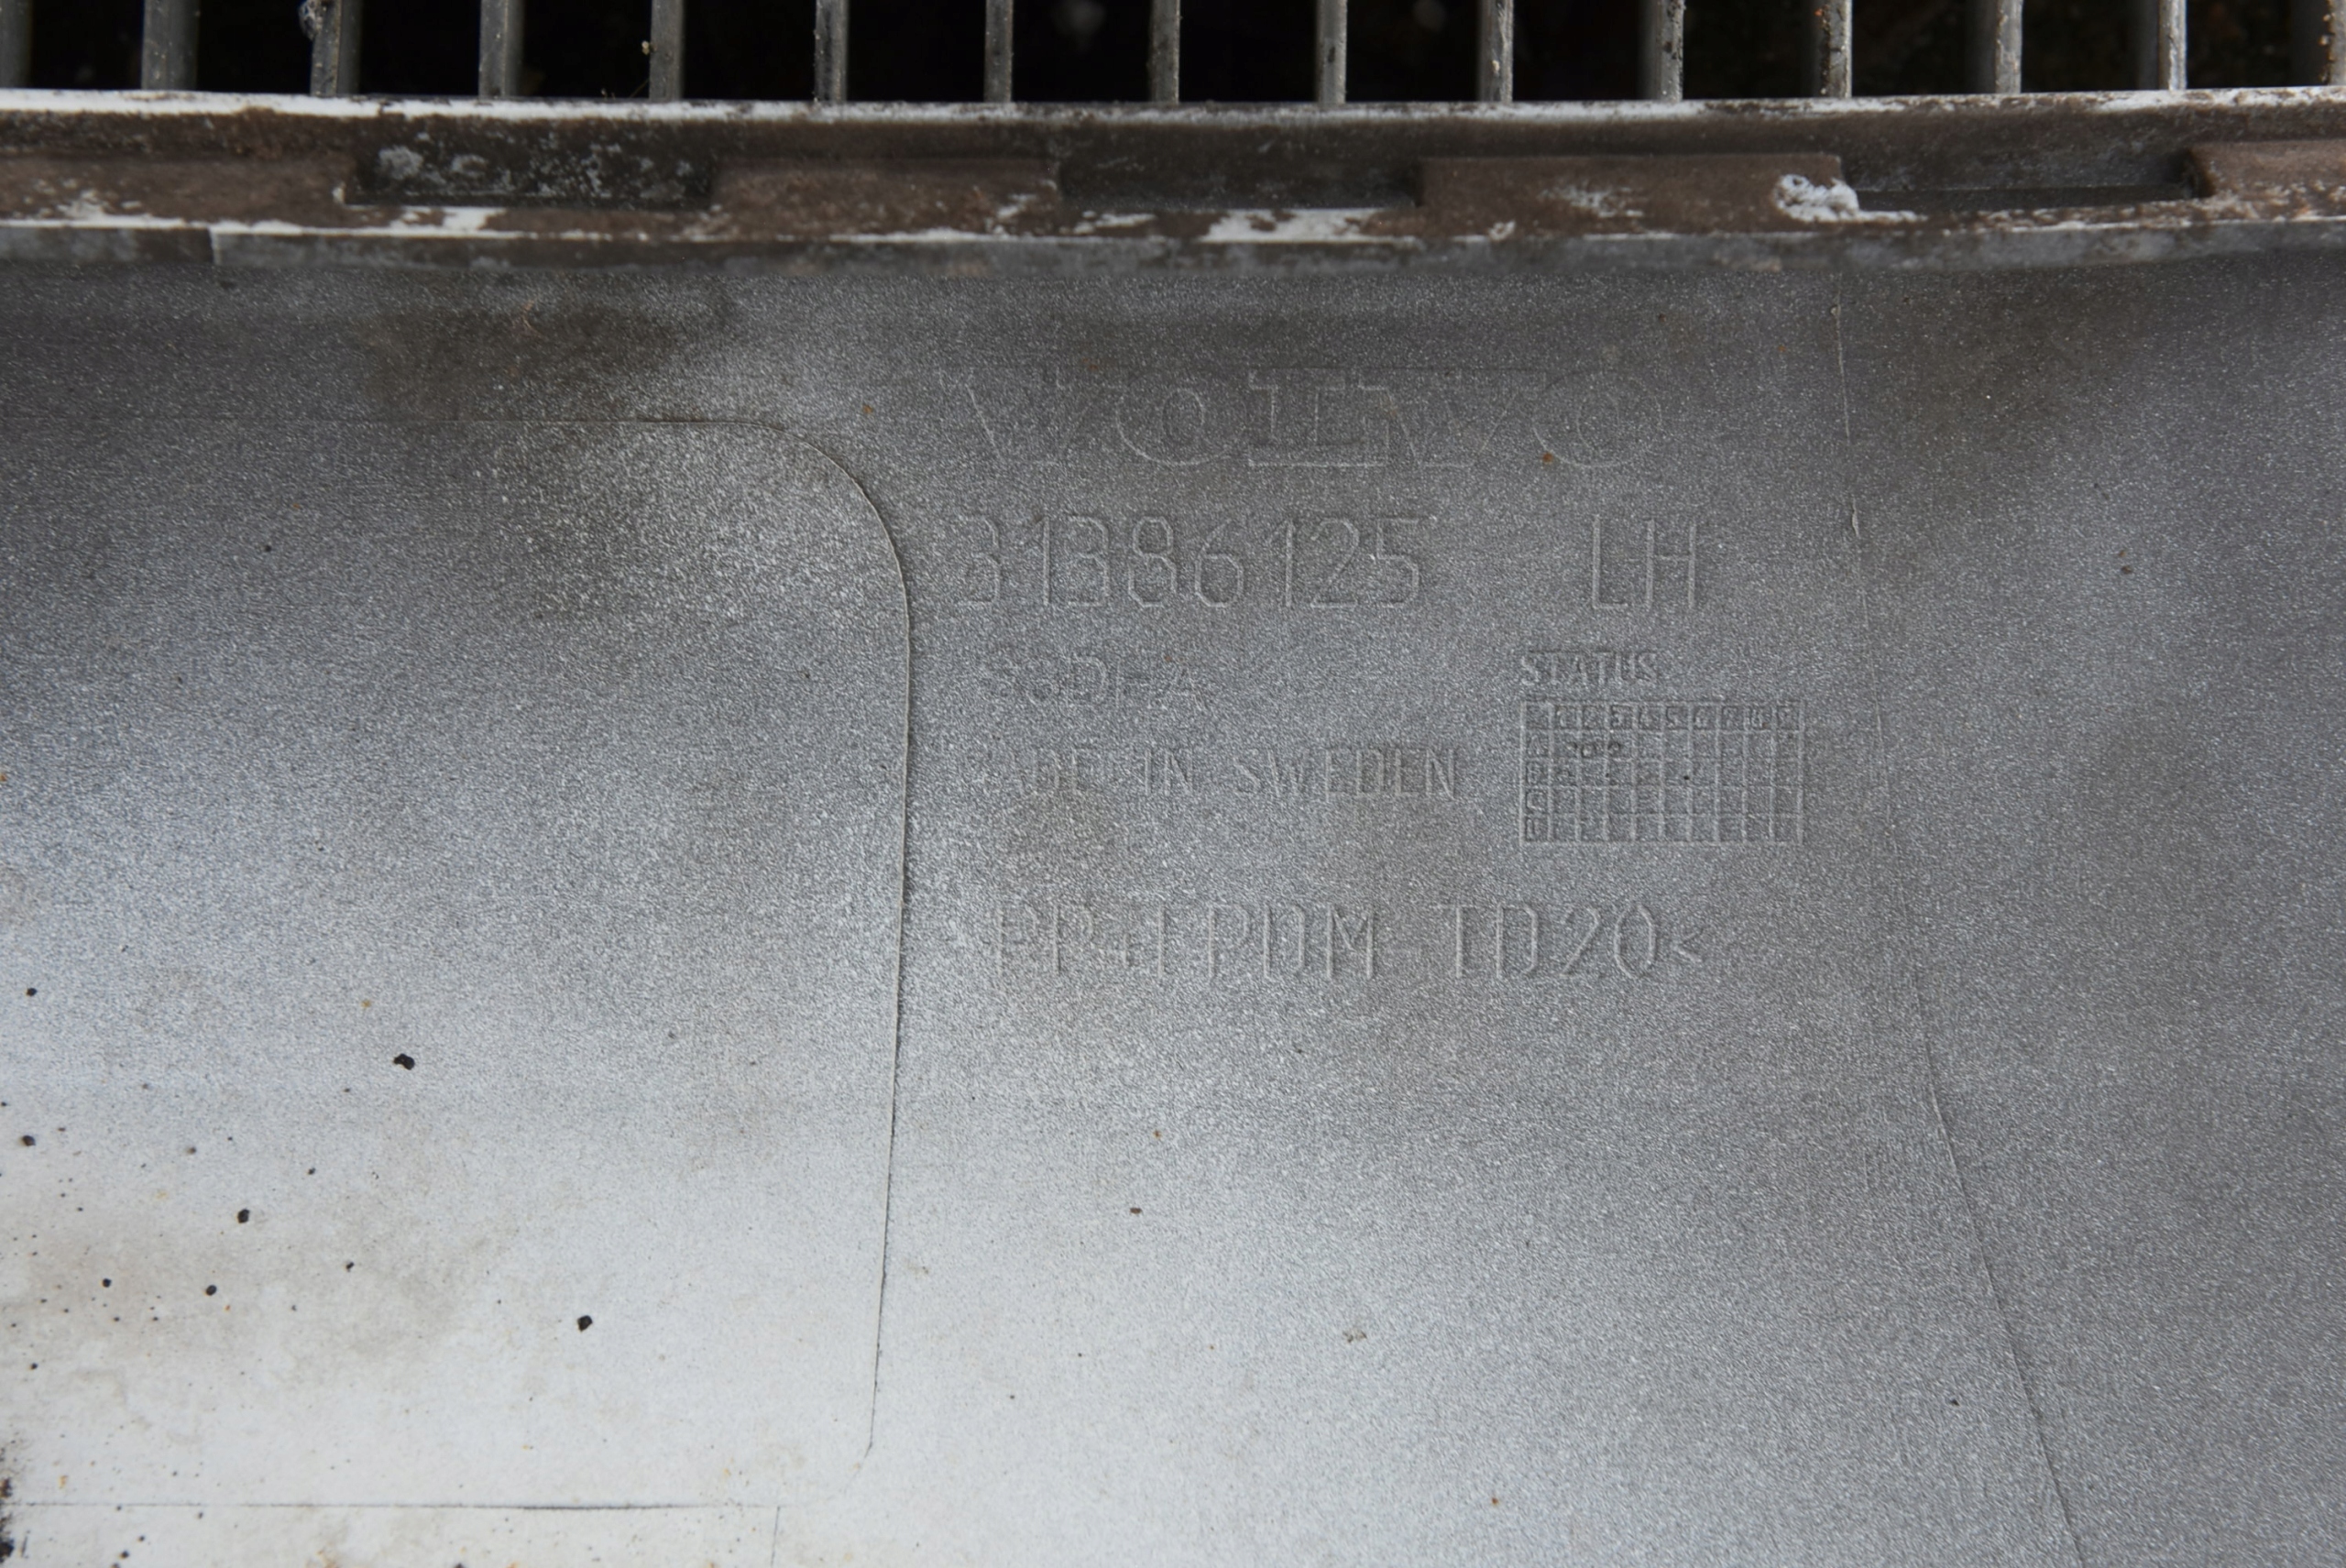 VOLVO
31386125 LH
STATUS
MADE IN SWEDEN
PP+EPDM-TD20<